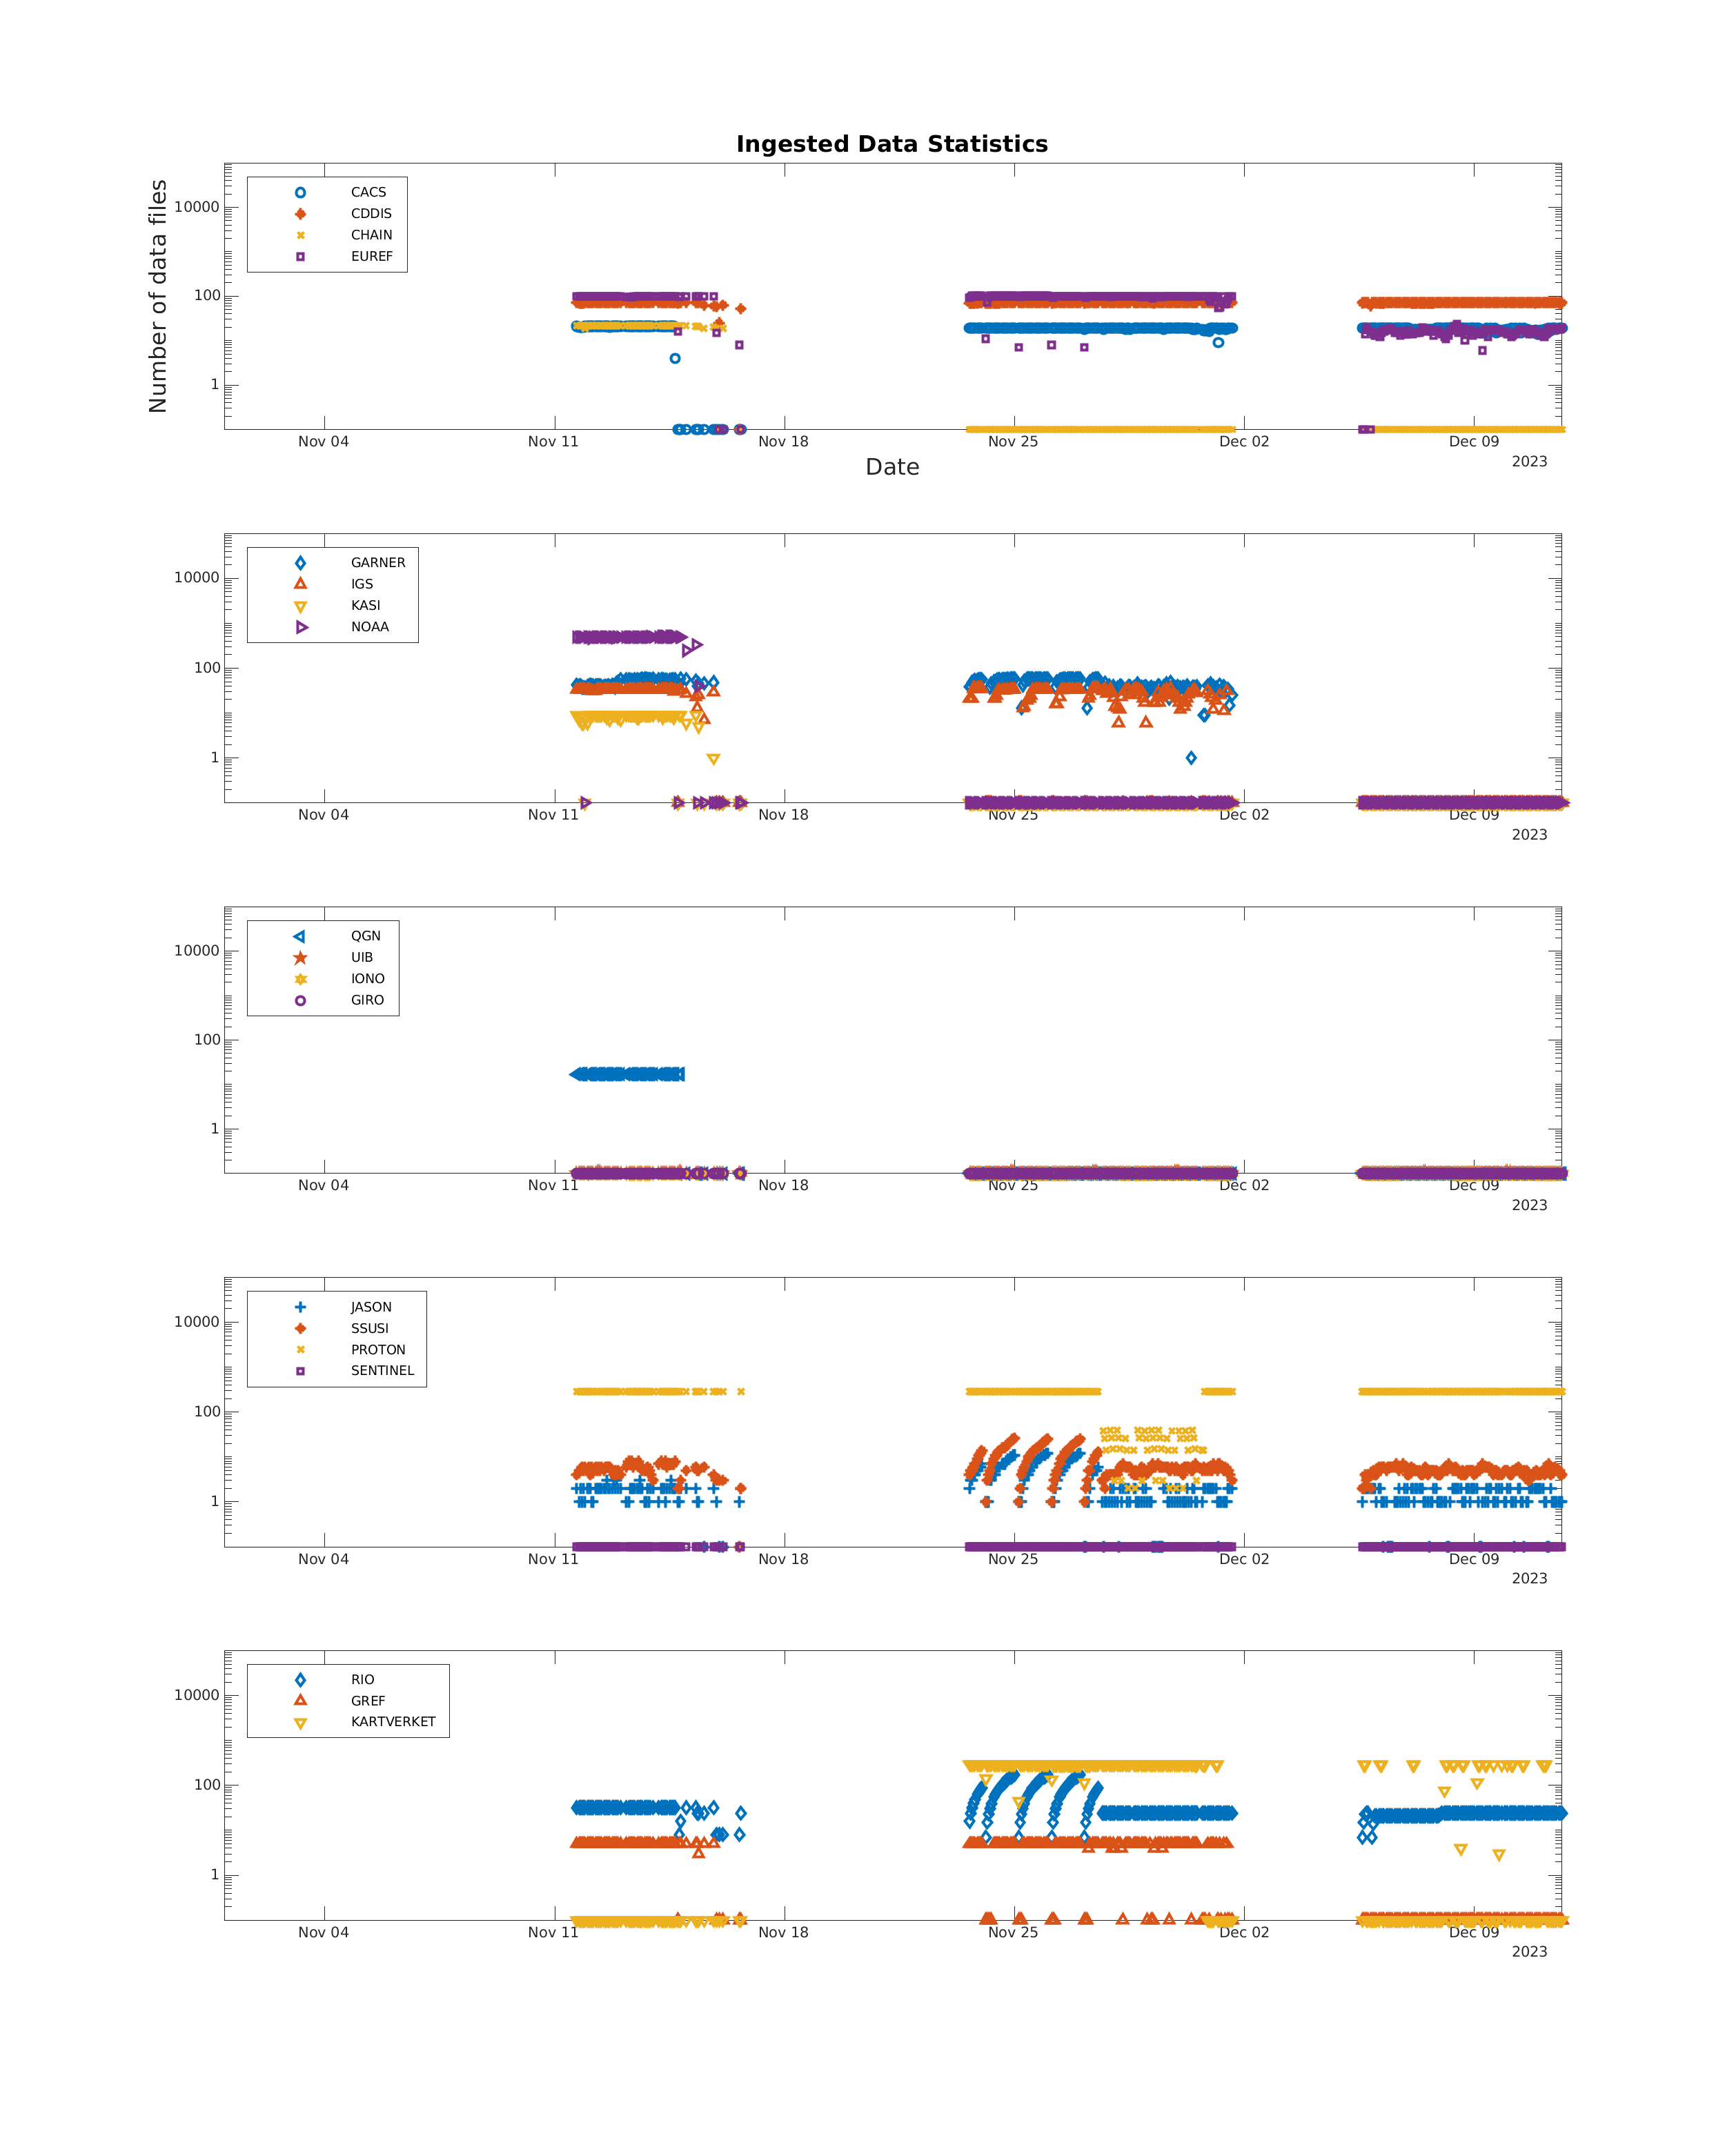 Ingested Data Statistics
Number of data files
10000
100
1
CACS
CDDIS
CHAIN
EUREF
Nov 04 Nov 11 Nov 18 Nov 25 Dec 02 Dec 09
2023
Date
10000
100
1
GARNER
IGS
KASI
NOAA
Nov 04 Nov 11 Nov 18 Nov 25 Dec 02 Dec 09
2023
10000
100
1
QGN
UIB
IONO
GIRO
Nov 04 Nov 11 Nov 18 Nov 25 Dec 02 Dec 09
2023
10000
100
1
JASON
SSUSI
PROTON
SENTINEL
Nov 04 Nov 11 Nov 18 Nov 25 Dec 02 Dec 09
2023
10000
100
1
RIO
GREF
KARTVERKET
Nov 04 Nov 11 Nov 18 Nov 25 Dec 02 Dec 09
2023